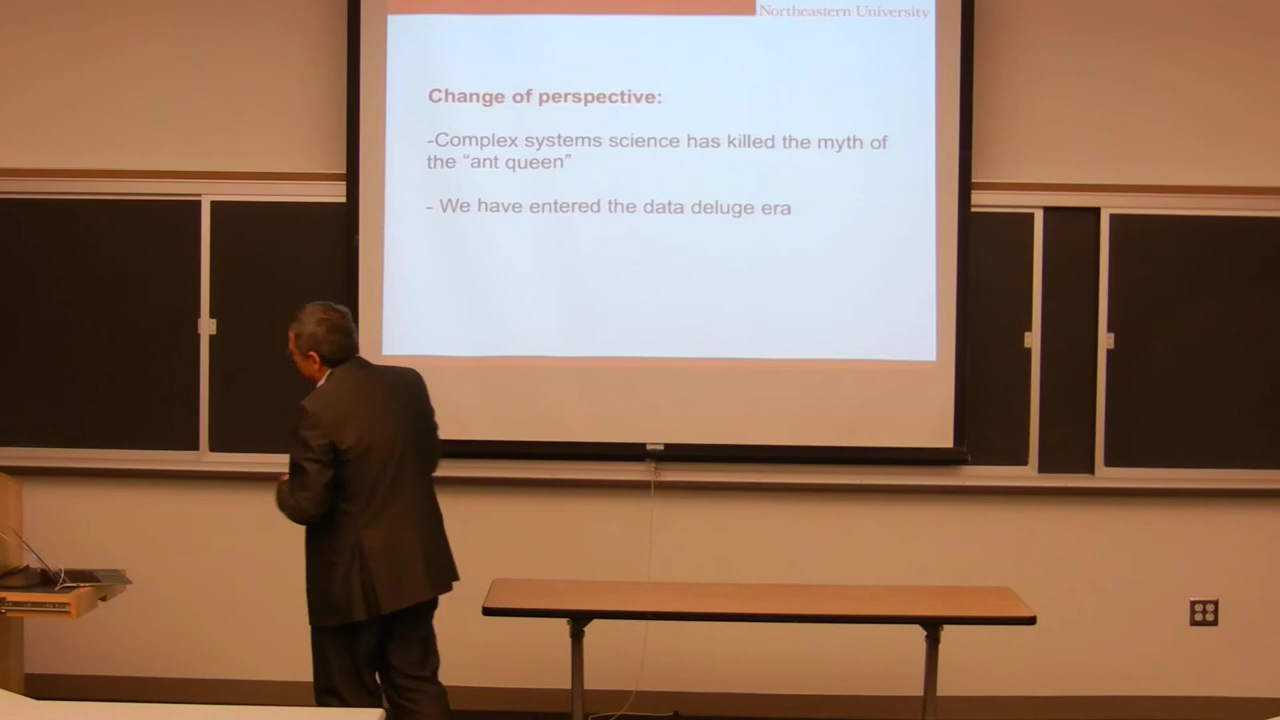 Northeastern University
Change of perspective:
-Complex systems science has killed the myth of
the “ant queen”
- We have entered the data deluge era